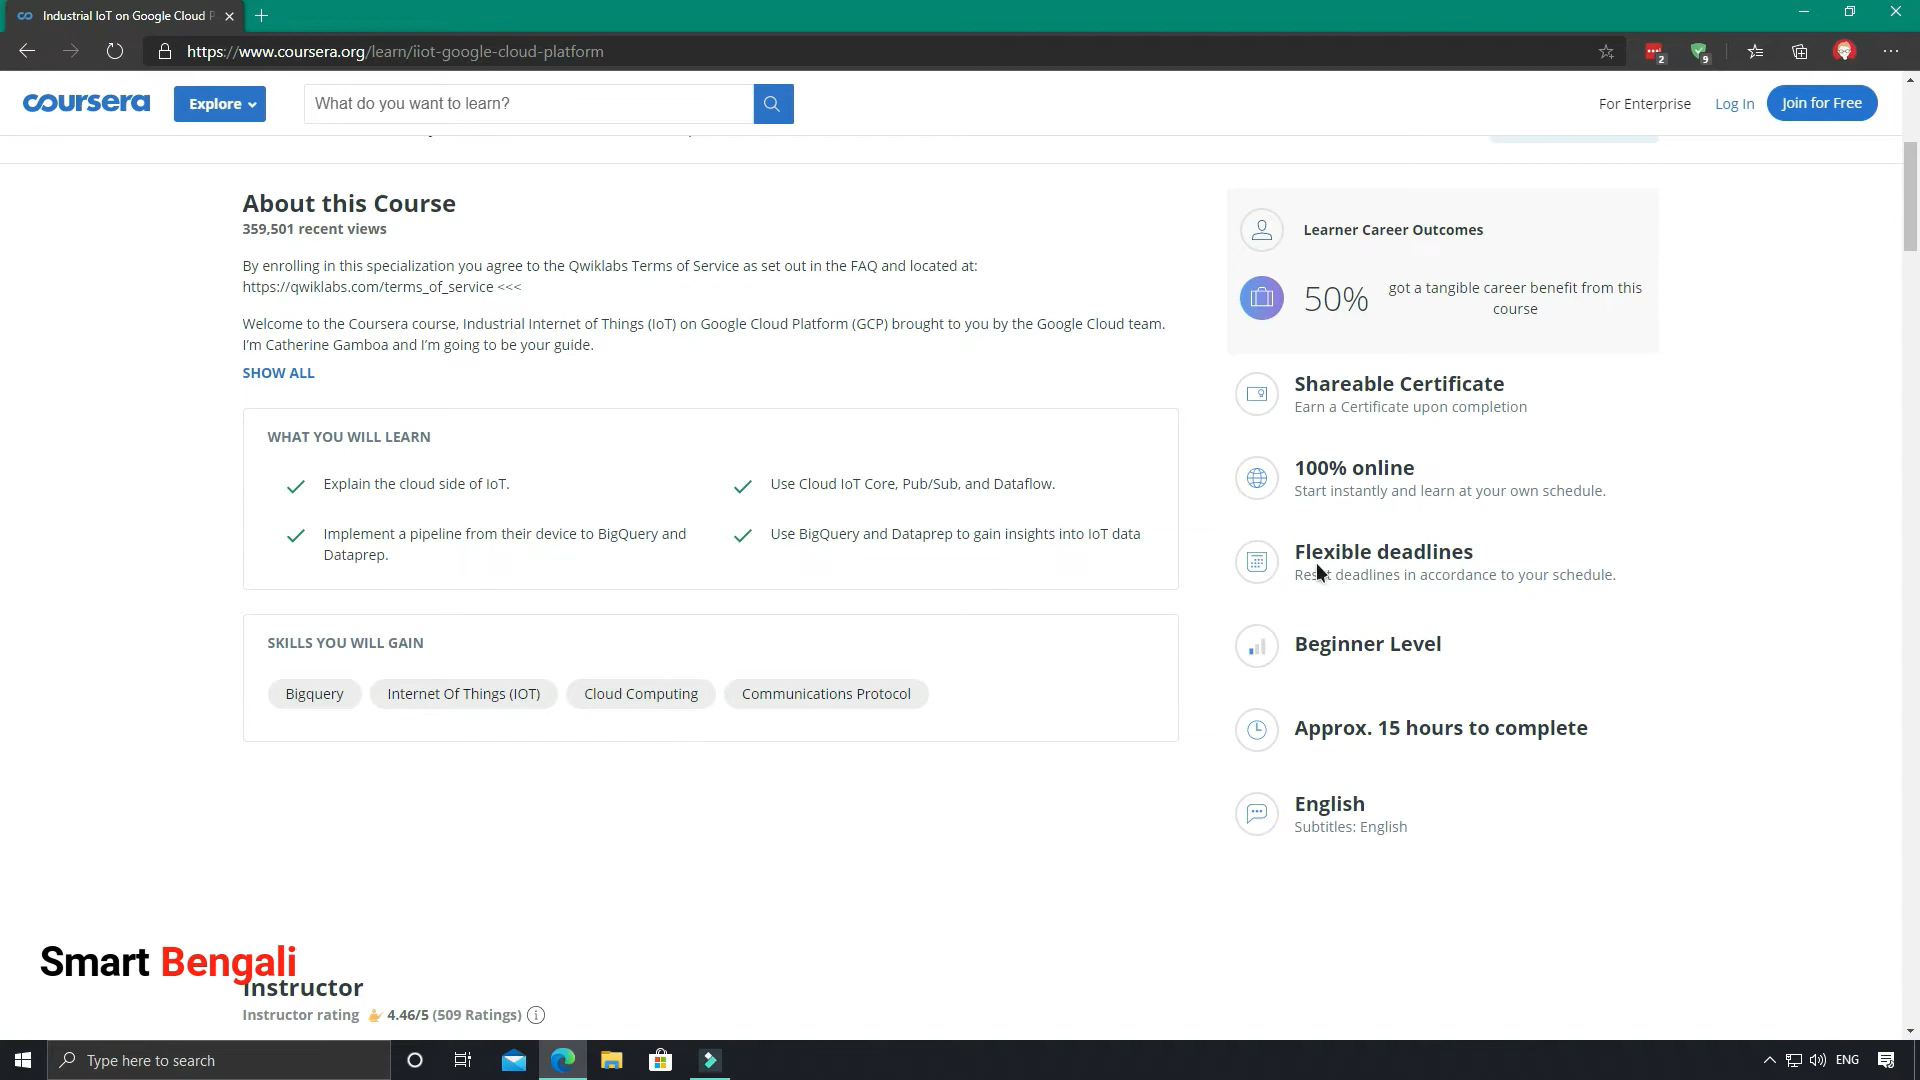 Industrial IoT on Google Cloud P
https://www.coursera.org/learn/iiot-google-cloud-platform
2
9
coursera
Explore
What do you want to learn?
For Enterprise
Log In
Join for Free
About this Course
359,501 recent views
By enrolling in this specialization you agree to the Qwiklabs Terms of Service as set out in the FAQ and located at:
https://qwiklabs.com/terms_of_service <<<
Welcome to the Coursera course, Industrial Internet of Things (IoT) on Google Cloud Platform (GCP) brought to you by the Google Cloud team.
I'm Catherine Gamboa and I'm going to be your guide.
SHOW ALL
WHAT YOU WILL LEARN
Explain the cloud side of IoT.
Use Cloud IoT Core, Pub/Sub, and Dataflow.
Implement a pipeline from their device to BigQuery and
Dataprep.
Use BigQuery and Dataprep to gain insights into IoT data
SKILLS YOU WILL GAIN
Bigquery
Internet Of Things (IOT)
Cloud Computing
Communications Protocol
Learner Career Outcomes
50%
got a tangible career benefit from this
course
Shareable Certificate
Earn a Certificate upon completion
100% online
Start instantly and learn at your own schedule.
Flexible deadlines
Reset deadlines in accordance to your schedule.
Beginner Level
Approx. 15 hours to complete
English
Subtitles: English
Smart Bengali
Instructor
Instructor rating 4.46/5 (509 Ratings)
Type here to search
ENG